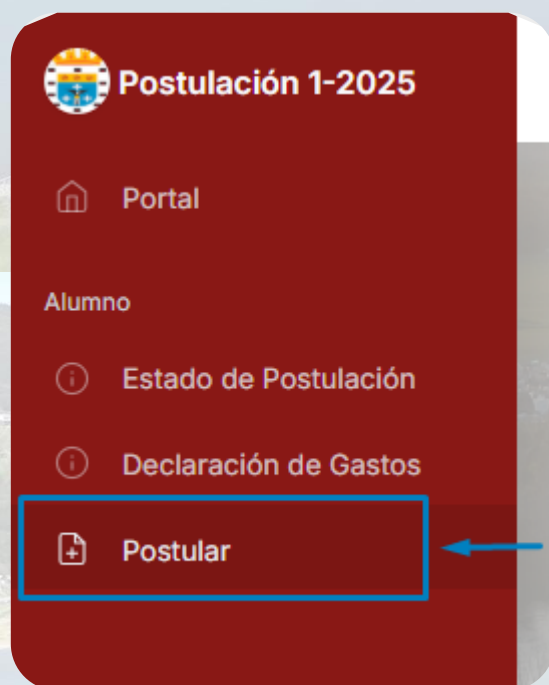 Postulación 1-2025
Portal
Alumno
Estado de Postulación
Declaración de Gastos
Postular